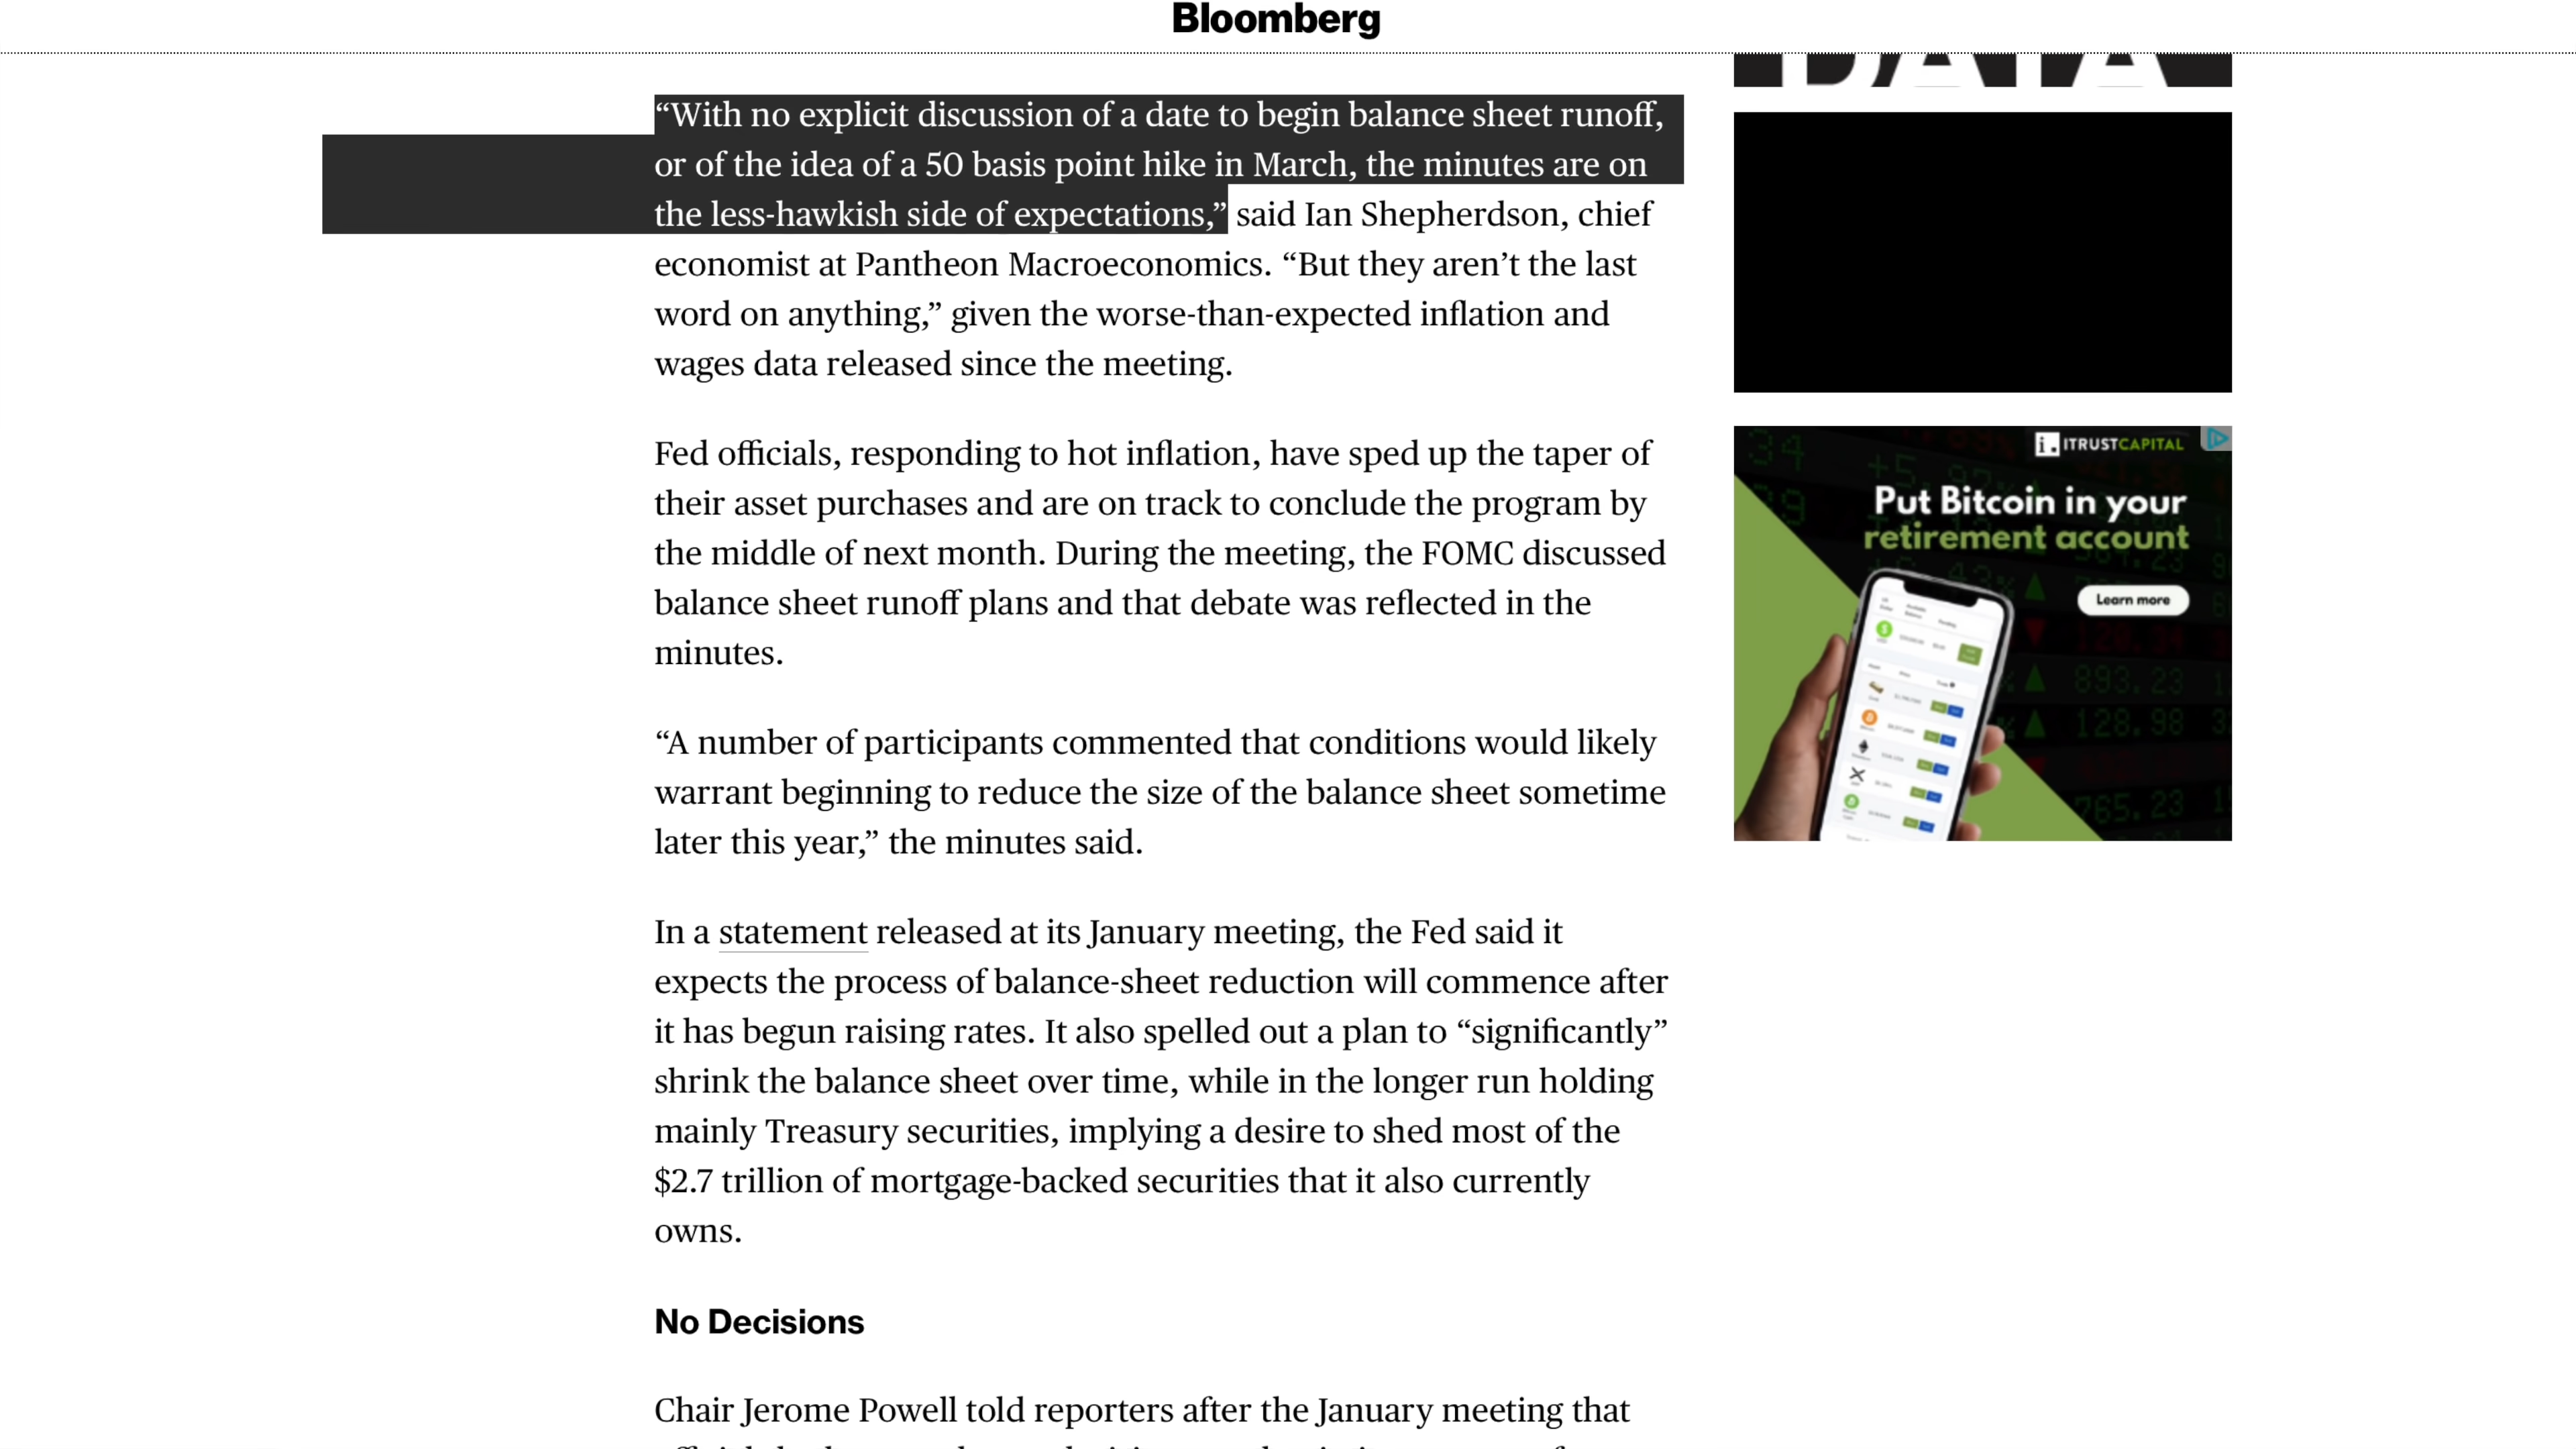 Bloomberg
“With no explicit discussion of a date to begin balance sheet runoff,
or of the idea of a 50 basis point hike in March, the minutes are on
the less-hawkish side of expectations,” said Ian Shepherdson, chief
economist at Pantheon Macroeconomics. “But they aren’t the last
word on anything,” given the worse-than-expected inflation and
wages data released since the meeting.
Fed officials, responding to hot inflation, have sped up the taper of
their asset purchases and are on track to conclude the program by
the middle of next month. During the meeting, the FOMC discussed
balance sheet runoff plans and that debate was reflected in the
minutes.
“A number of participants commented that conditions would likely
warrant beginning to reduce the size of the balance sheet sometime
later this year,” the minutes said.
In a statement released at its January meeting, the Fed said it
expects the process of balance-sheet reduction will commence after
it has begun raising rates. It also spelled out a plan to “significantly”
shrink the balance sheet over time, while in the longer run holding
mainly Treasury securities, implying a desire to shed most of the
$2.7 trillion of mortgage-backed securities that it also currently
owns.
No Decisions
Chair Jerome Powell told reporters after the January meeting that
i. ITRUSTCAPITAL
Put Bitcoin in your
retirement account
Learn more
893.23
128.98
765.23